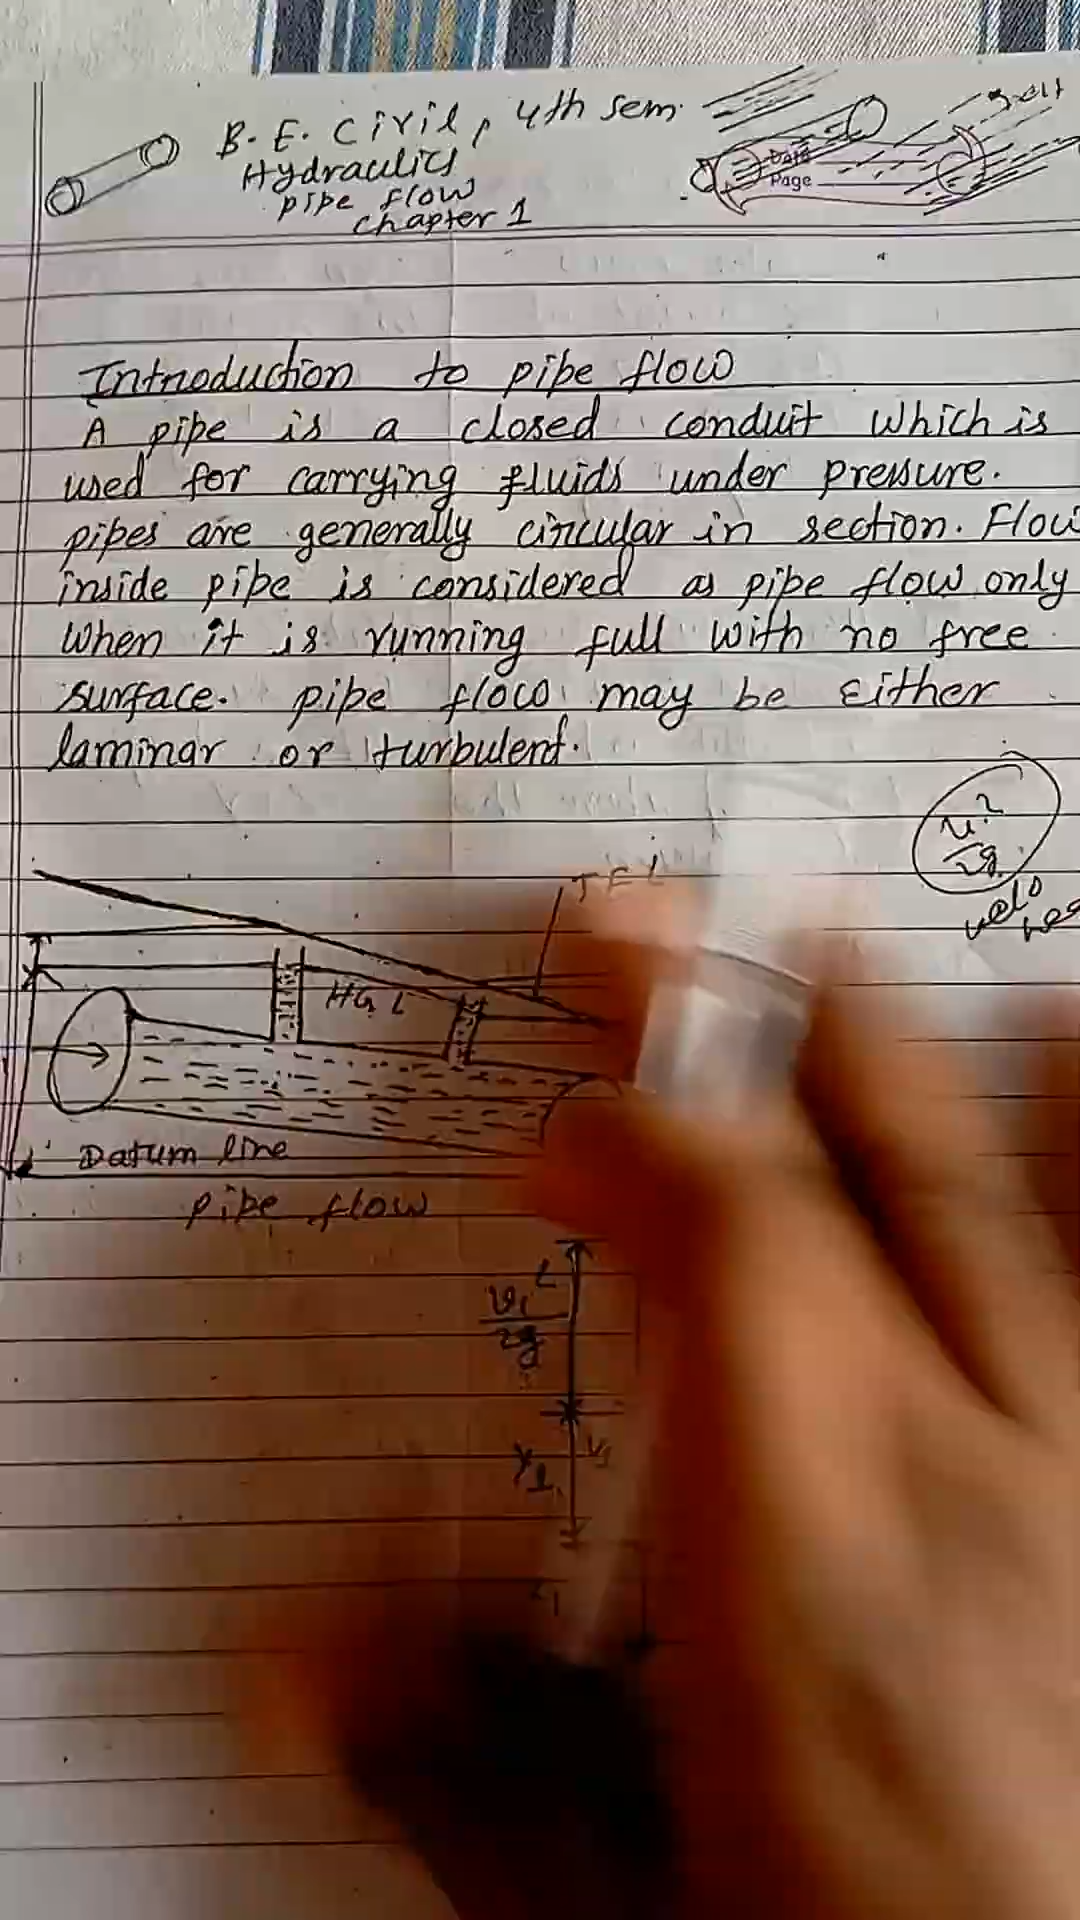 B.E. Civil, 4th sem.
Hydraulics
pipe flow
chapter 1
Date
Page
Introduction to pipe flow
A pipe is a closed conduit which is
used for carrying fluids under pressure.
pipes are generally circular in section. Flow
inside pipe is considered as pipe flow only
when it is running full with no free
surface. pipe flow may be either
laminar or turbulent.
TEL
HGL
Datum line
pipe flow
2g